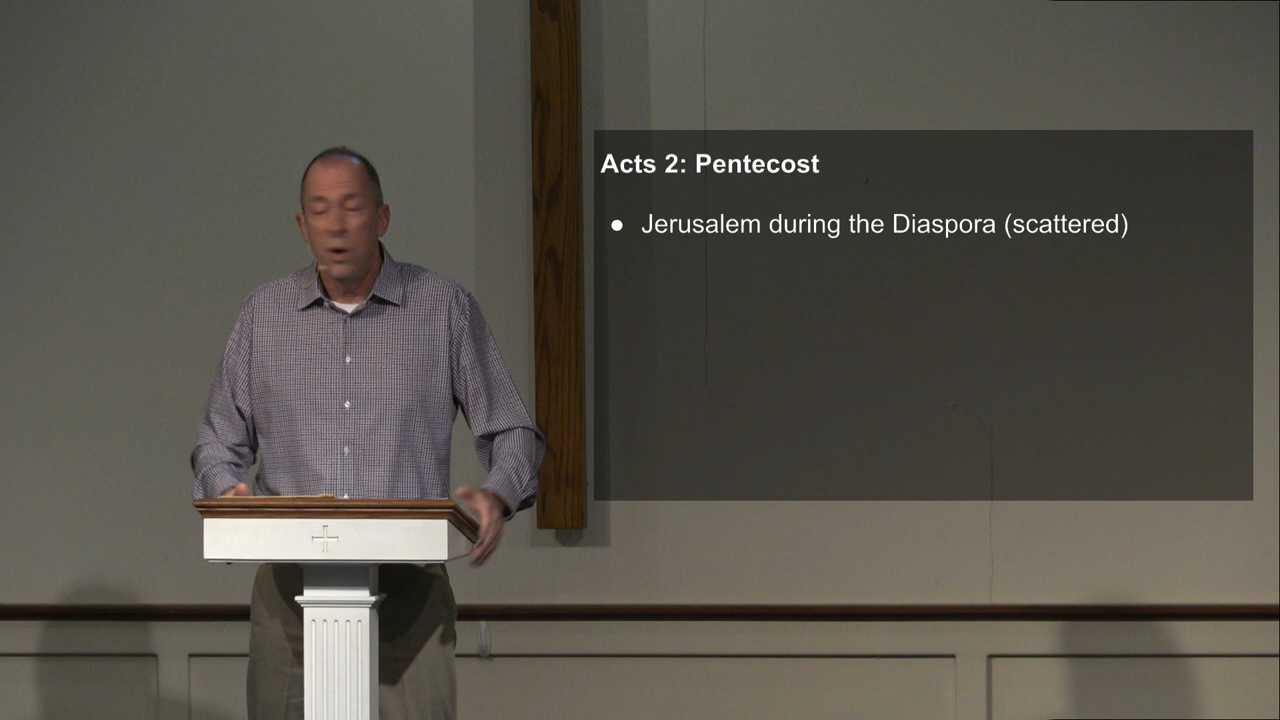 Acts 2: Pentecost
● Jerusalem during the Diaspora (scattered)